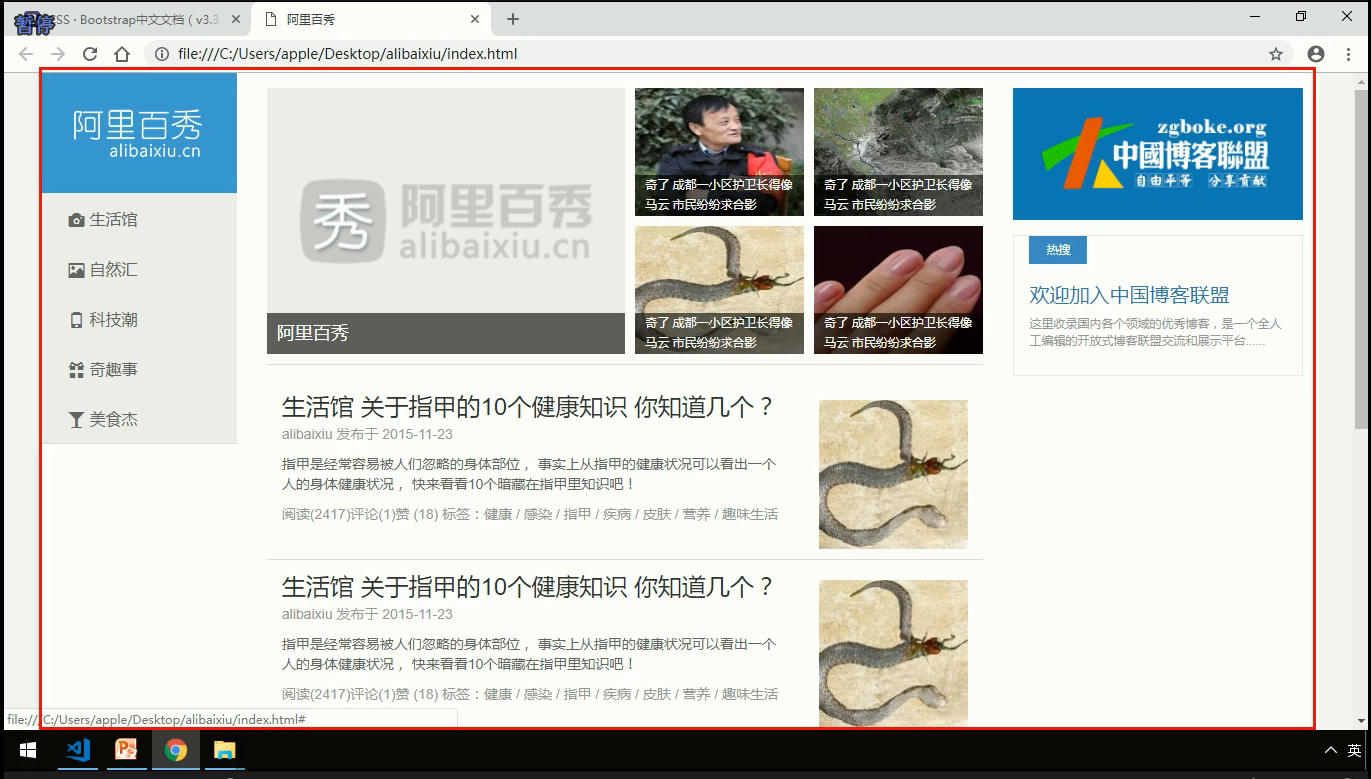 暂停
CSS · Bootstrap中文文档（v3.3
阿里百秀
file:///C:/Users/apple/Desktop/alibaixiu/index.html
阿里百秀
alibaixiu.cn
生活馆
自然汇
科技潮
奇趣事
美食杰
秀
阿里百秀
alibaixiu.cn
阿里百秀
奇了 成都一小区护卫长得像
马云 市民纷纷求合影
奇了 成都一小区护卫长得像
马云 市民纷纷求合影
奇了 成都一小区护卫长得像
马云 市民纷纷求合影
奇了 成都一小区护卫长得像
马云 市民纷纷求合影
生活馆 关于指甲的10个健康知识 你知道几个？
alibaixiu 发布于 2015-11-23
指甲是经常容易被人们忽略的身体部位， 事实上从指甲的健康状况可以看出一个
人的身体健康状况， 快来看看10个暗藏在指甲里知识吧！
阅读(2417)评论(1)赞 (18) 标签：健康 / 感染 / 指甲 / 疾病 / 皮肤 / 营养 / 趣味生活
生活馆 关于指甲的10个健康知识 你知道几个？
alibaixiu 发布于 2015-11-23
指甲是经常容易被人们忽略的身体部位， 事实上从指甲的健康状况可以看出一个
人的身体健康状况， 快来看看10个暗藏在指甲里知识吧！
阅读(2417)评论(1)赞 (18) 标签：健康 / 感染 / 指甲 / 疾病 / 皮肤 / 营养 / 趣味生活
zgboke.org
中國博客聯盟
自由平等 分享贡献
热搜
欢迎加入中国博客联盟
这里收录国内各个领域的优秀博客，是一个全人
工编辑的开放式博客联盟交流和展示平台......
file:///C:/Users/apple/Desktop/alibaixiu/index.html#
英